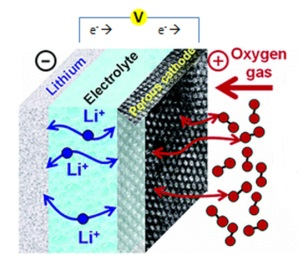 V
e⁻ → e⁻ →
−
Lithium
Electrolyte
Porous cathode
+
Oxygen
gas
Li⁺
Li⁺
Li⁺